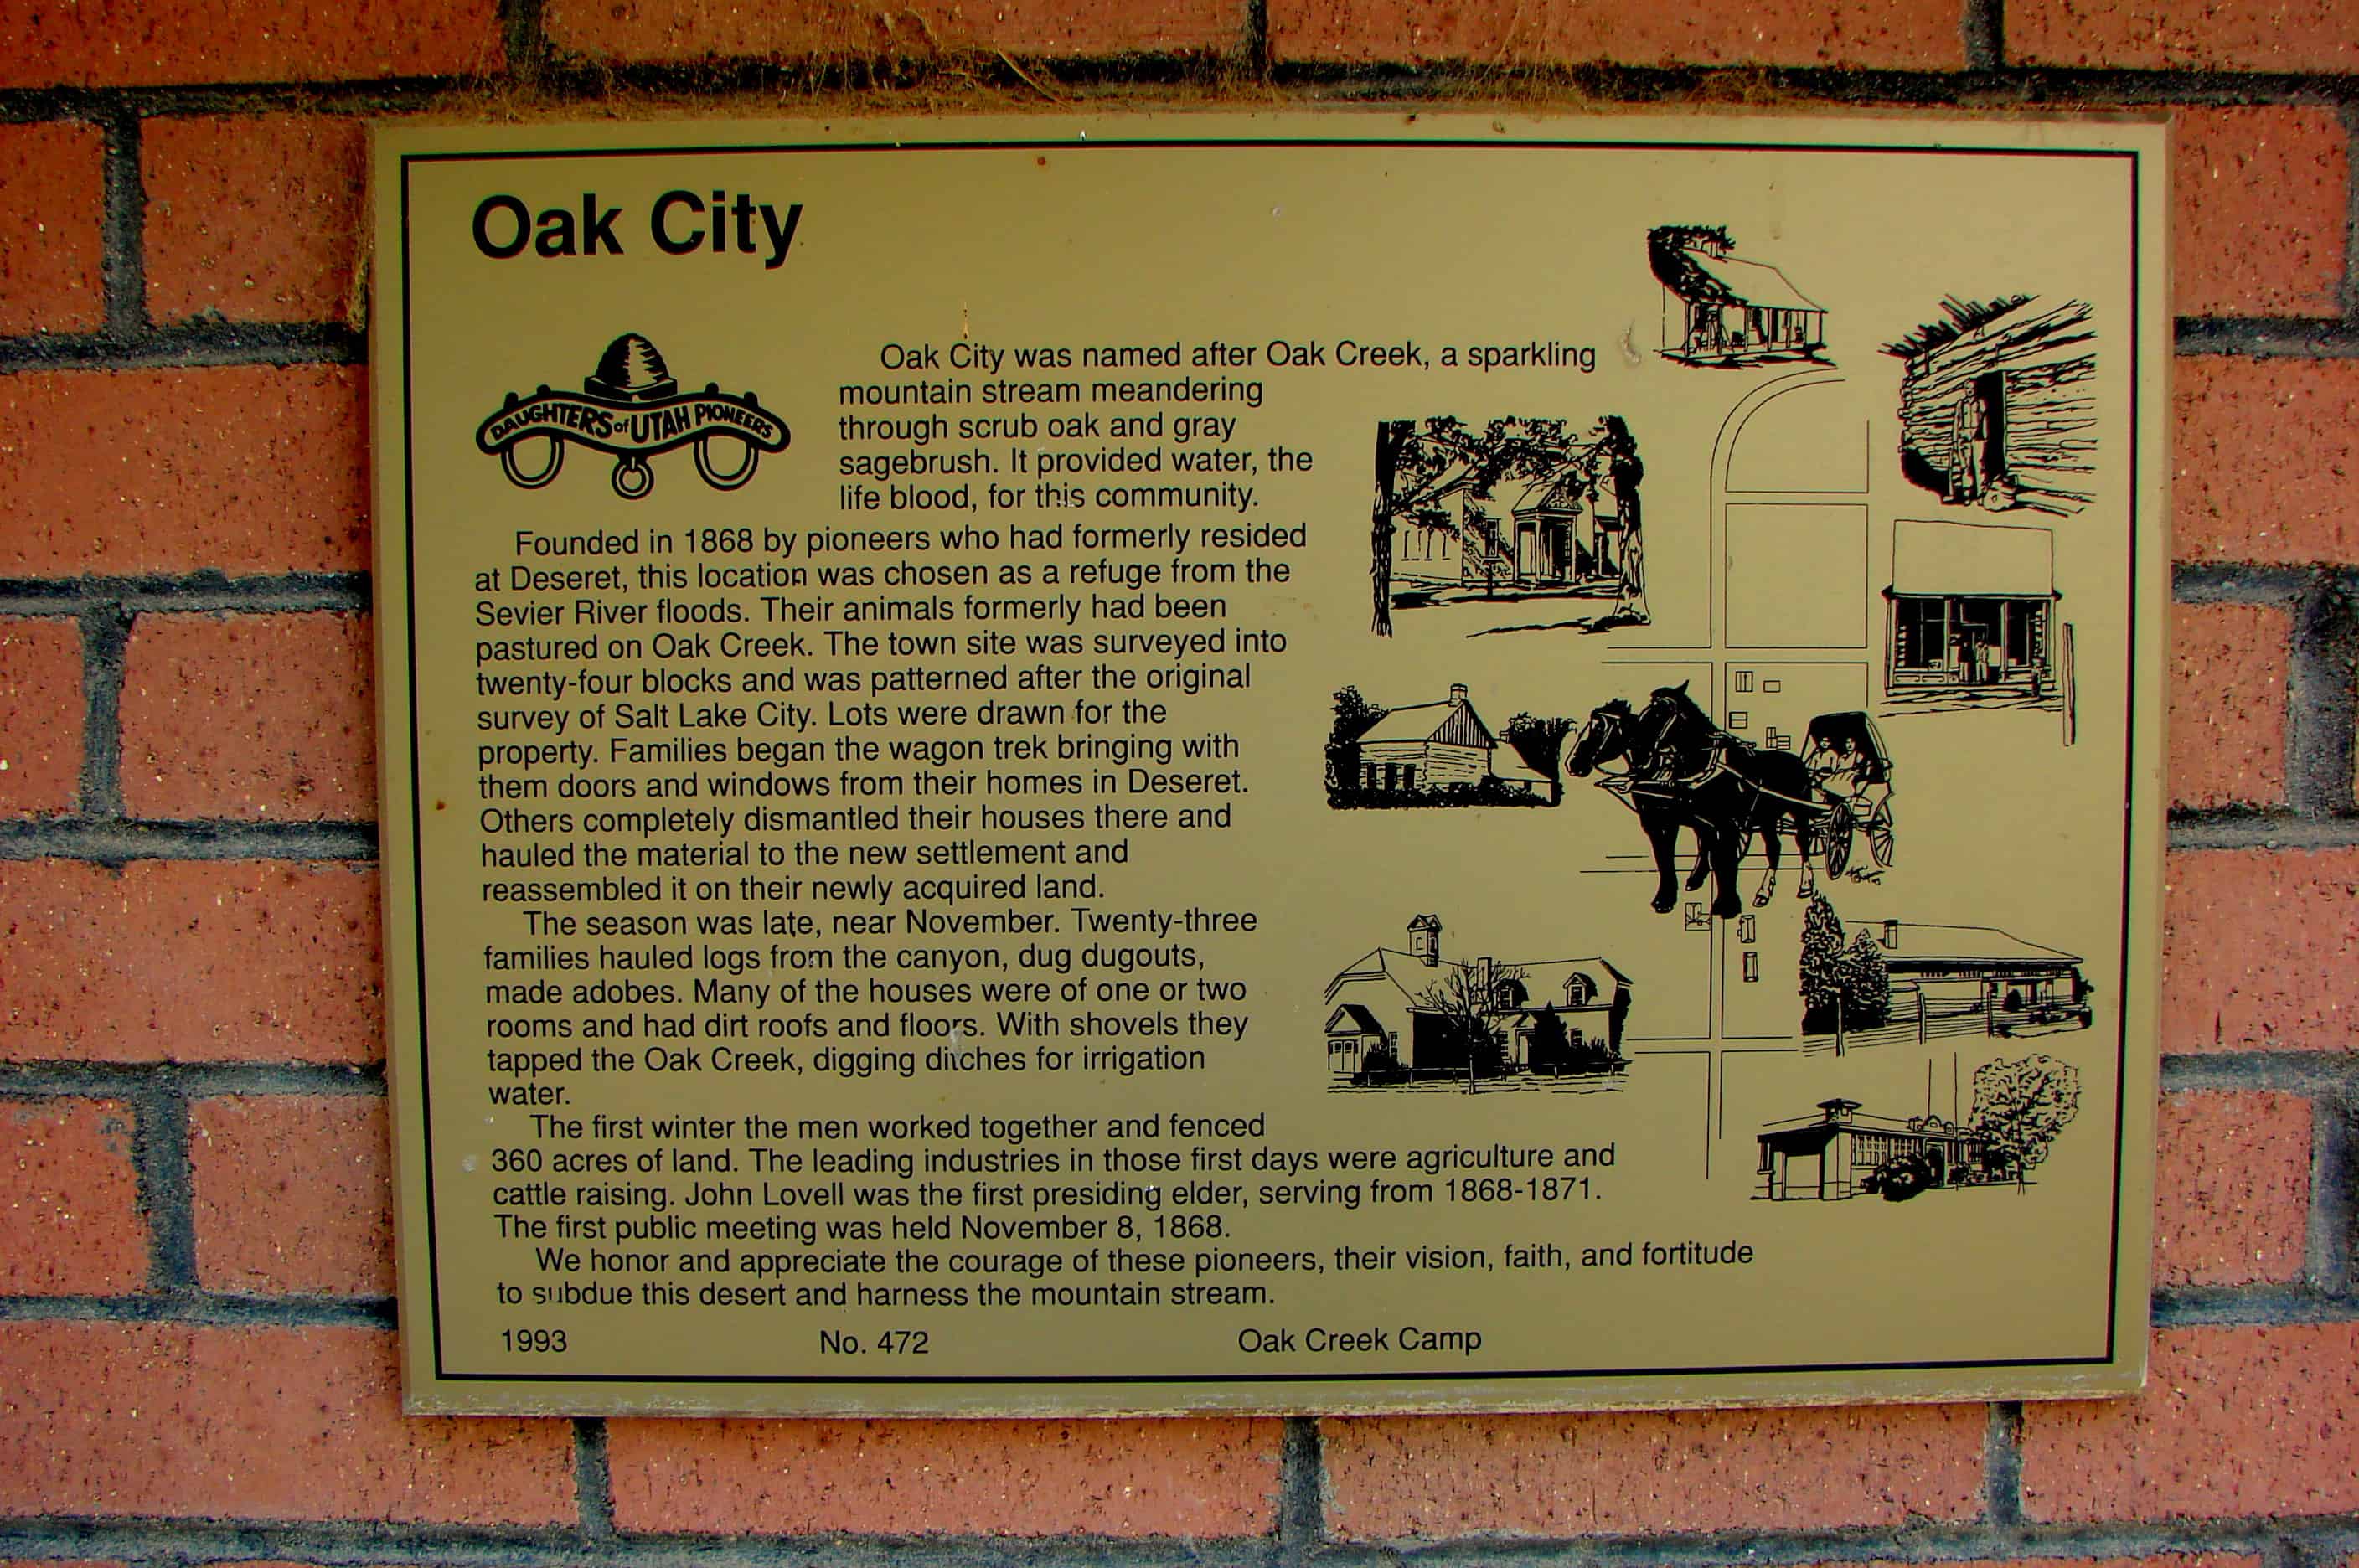 Oak City
DAUGHTERS of UTAH PIONEERS
Oak City was named after Oak Creek, a sparkling
mountain stream meandering
through scrub oak and gray
sagebrush. It provided water, the
life blood, for this community.
Founded in 1868 by pioneers who had formerly resided
at Deseret, this location was chosen as a refuge from the
Sevier River floods. Their animals formerly had been
pastured on Oak Creek. The town site was surveyed into
twenty-four blocks and was patterned after the original
survey of Salt Lake City. Lots were drawn for the
property. Families began the wagon trek bringing with
them doors and windows from their homes in Deseret.
Others completely dismantled their houses there and
hauled the material to the new settlement and
reassembled it on their newly acquired land.
The season was late, near November. Twenty-three
families hauled logs from the canyon, dug dugouts,
made adobes. Many of the houses were of one or two
rooms and had dirt roofs and floors. With shovels they
tapped the Oak Creek, digging ditches for irrigation
water.
The first winter the men worked together and fenced
360 acres of land. The leading industries in those first days were agriculture and
cattle raising. John Lovell was the first presiding elder, serving from 1868-1871.
The first public meeting was held November 8, 1868.
We honor and appreciate the courage of these pioneers, their vision, faith, and fortitude
to subdue this desert and harness the mountain stream.
1993 No. 472 Oak Creek Camp